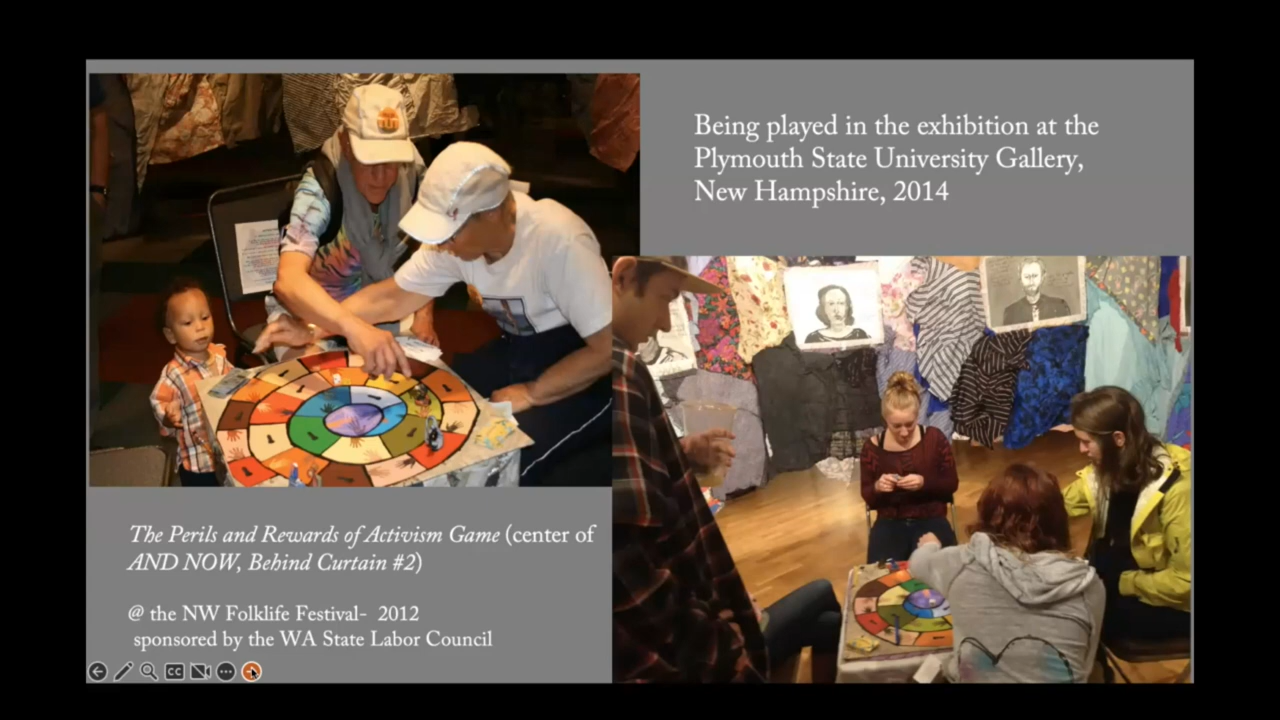 Being played in the exhibition at the
Plymouth State University Gallery,
New Hampshire, 2014
The Perils and Rewards of Activism Game (center of
AND NOW, Behind Curtain #2)
@ the NW Folklife Festival- 2012
sponsored by the WA State Labor Council
CC